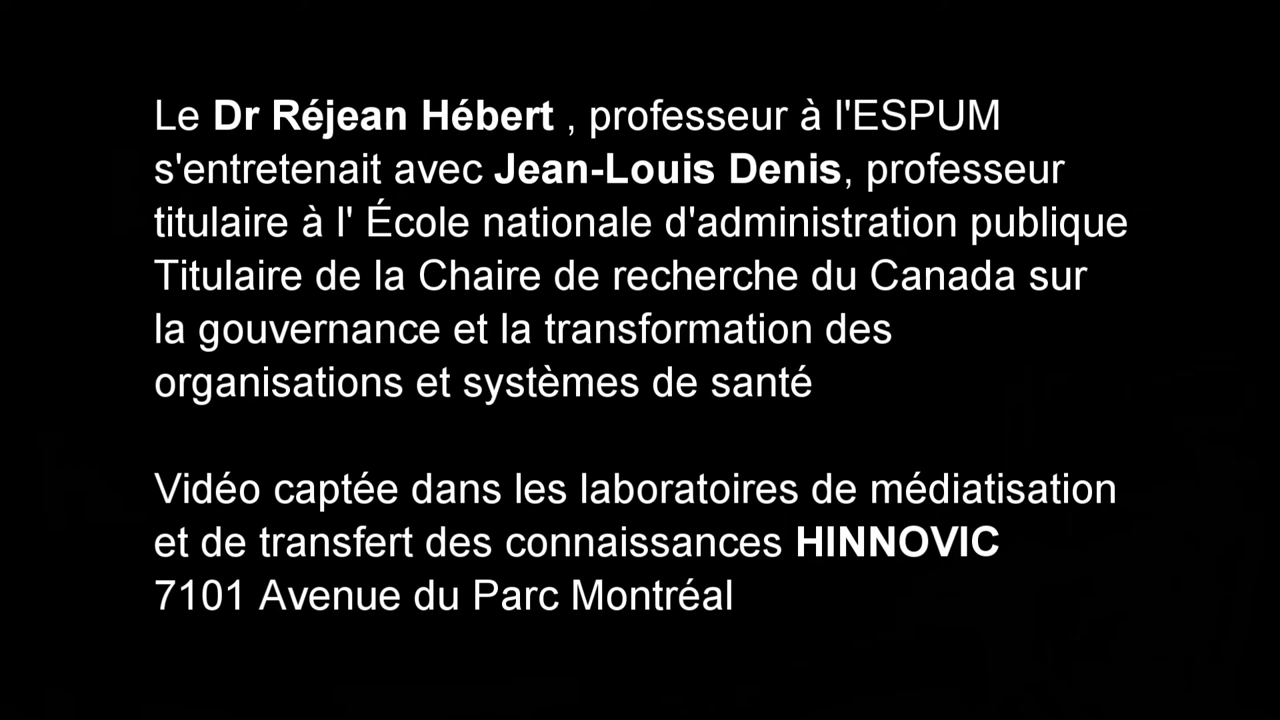 Le Dr Réjean Hébert , professeur à l'ESPUM
s'entretenait avec Jean-Louis Denis, professeur
titulaire à l' École nationale d'administration publique
Titulaire de la Chaire de recherche du Canada sur
la gouvernance et la transformation des
organisations et systèmes de santé
Vidéo captée dans les laboratoires de médiatisation
et de transfert des connaissances HINNOVIC
7101 Avenue du Parc Montréal